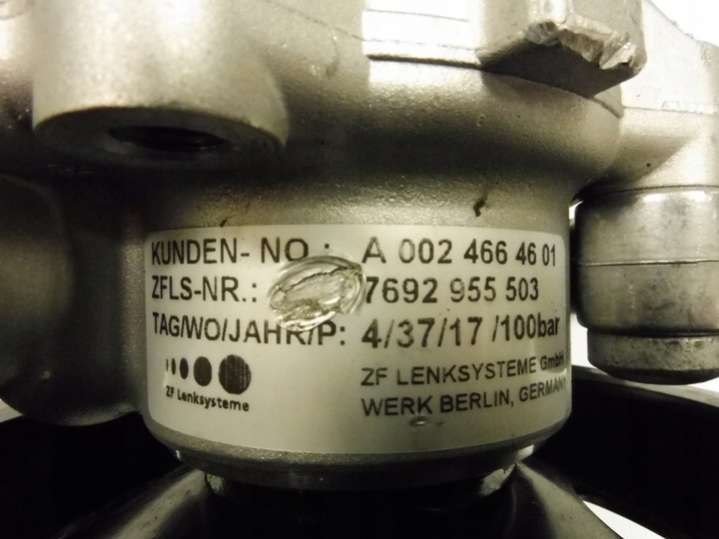 KUNDEN- NO.: A 002 466 46 01
ZFLS-NR.: 7692 955 503
TAG/WO/JAHR/P: 4/37/17 /100bar
ZF LENKSYSTEME GmbH
ZF Lenksysteme
WERK BERLIN, GERMANY